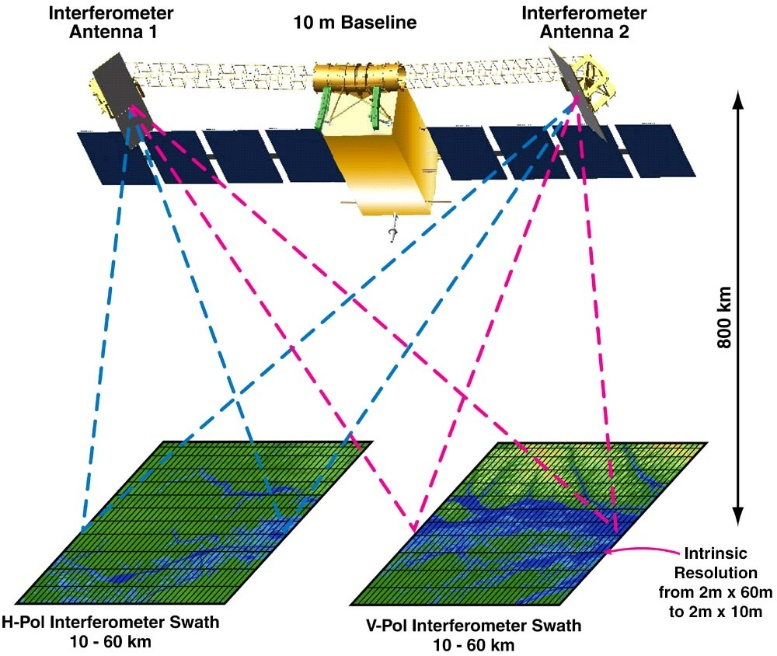 Interferometer
Antenna 1
10 m Baseline
Interferometer
Antenna 2
800 km
Intrinsic
Resolution
from 2m x 60m
to 2m x 10m
H-Pol Interferometer Swath
10 - 60 km
V-Pol Interferometer Swath
10 - 60 km